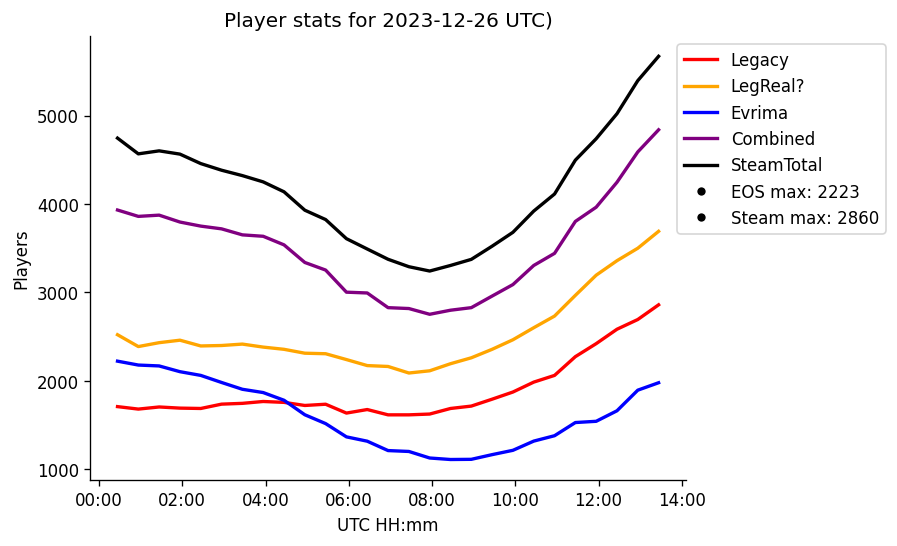 Player stats for 2023-12-26 UTC)
Legacy
LegReal?
Evrima
Combined
SteamTotal
EOS max: 2223
Steam max: 2860
Players
5000
4000
3000
2000
1000
00:00 02:00 04:00 06:00 08:00 10:00 12:00 14:00
UTC HH:mm